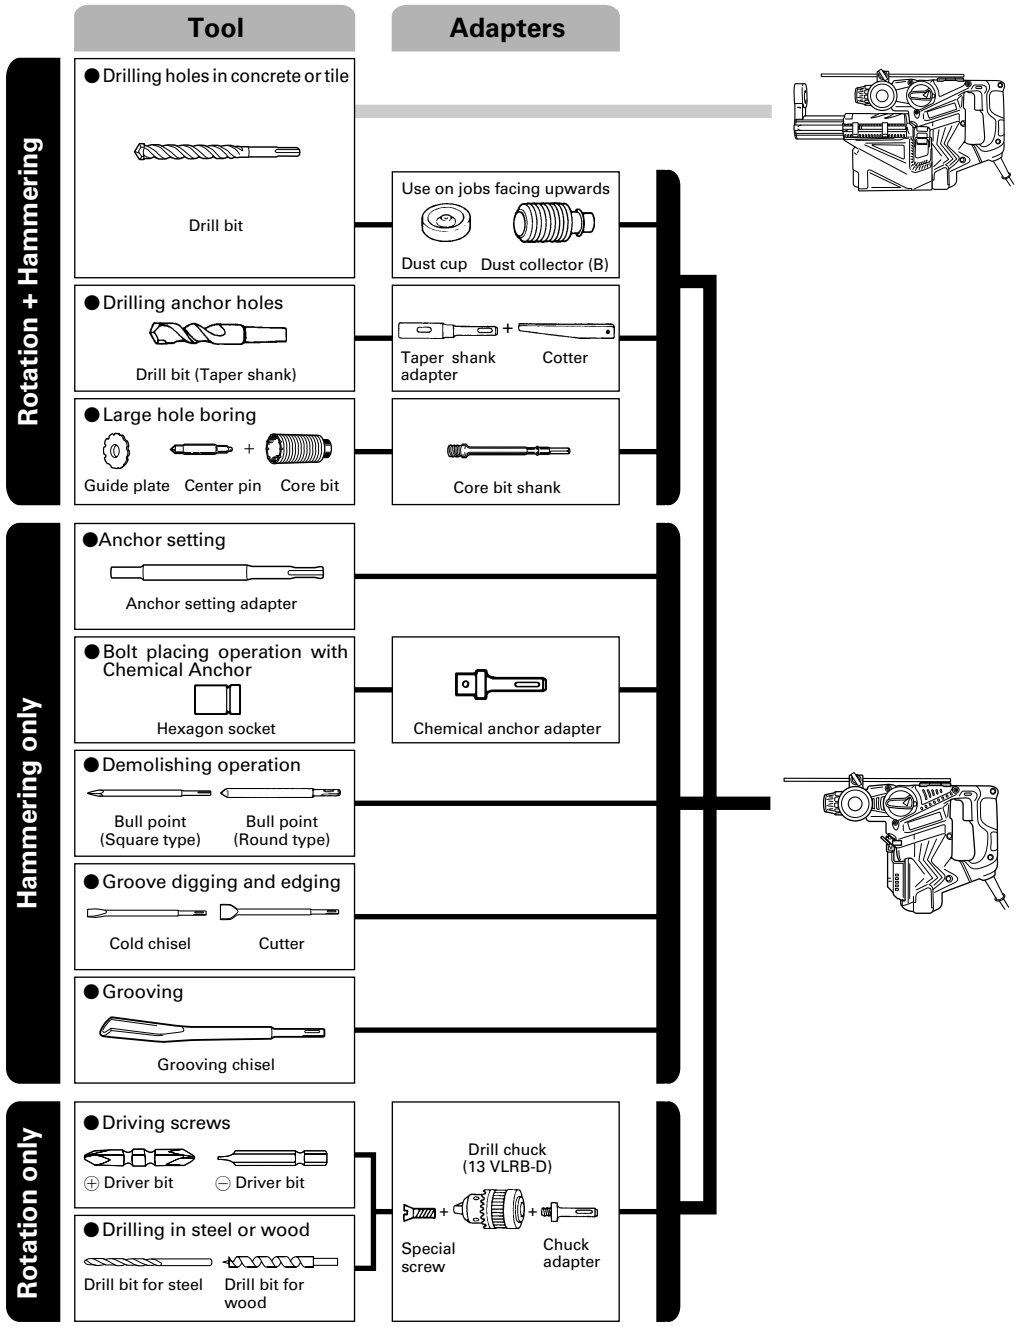 Tool
Adapters
Rotation + Hammering
● Drilling holes in concrete or tile
Drill bit
Use on jobs facing upwards
Dust cup
Dust collector (B)
● Drilling anchor holes
Drill bit (Taper shank)
+
Taper shank
adapter
Cotter
● Large hole boring
+
Guide plate
Center pin
Core bit
Core bit shank
Hammering only
●Anchor setting
Anchor setting adapter
● Bolt placing operation with
Chemical Anchor
Hexagon socket
Chemical anchor adapter
● Demolishing operation
Bull point
(Square type)
Bull point
(Round type)
● Groove digging and edging
Cold chisel
Cutter
● Grooving
Grooving chisel
Rotation only
● Driving screws
⊕ Driver bit
⊖ Driver bit
● Drilling in steel or wood
Drill bit for steel
Drill bit for
wood
Drill chuck
(13 VLRB-D)
+
+
Special
screw
Chuck
adapter